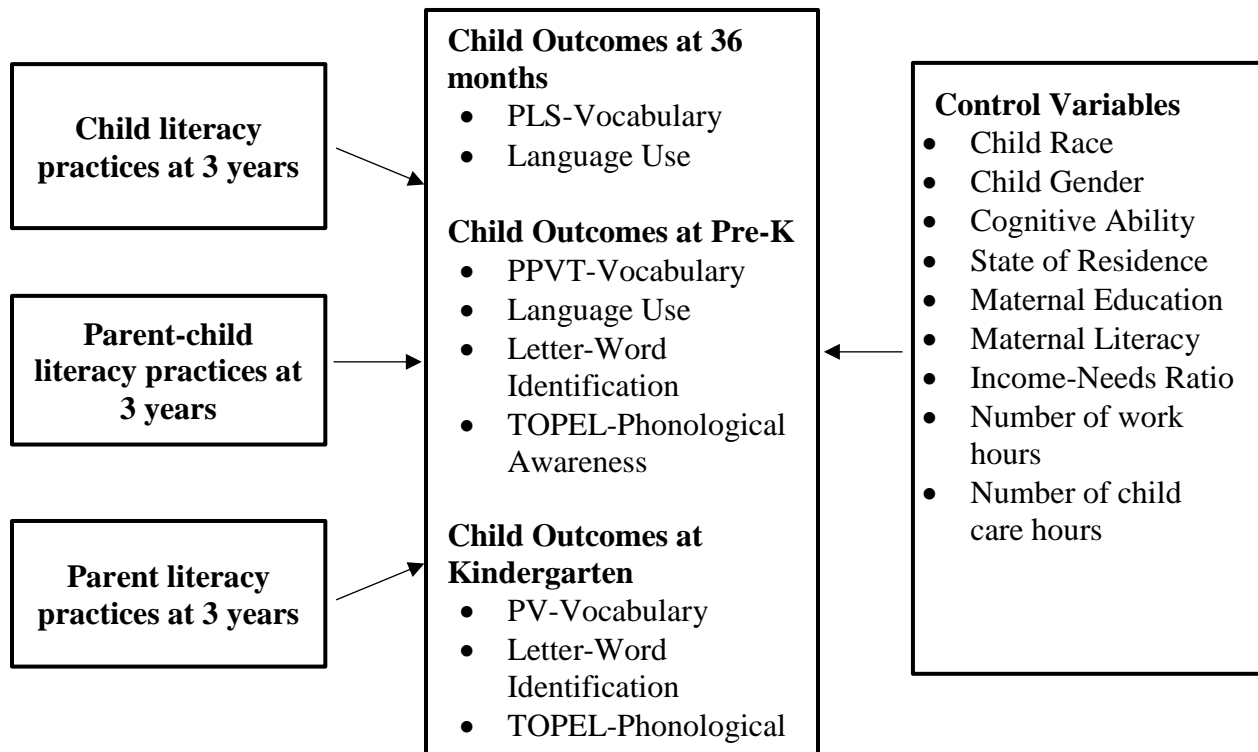 Child literacy
practices at 3 years
Parent-child
literacy practices at
3 years
Parent literacy
practices at 3 years
Child Outcomes at 36
months
• PLS-Vocabulary
• Language Use
Child Outcomes at Pre-K
• PPVT-Vocabulary
• Language Use
• Letter-Word
Identification
• TOPEL-Phonological
Awareness
Child Outcomes at
Kindergarten
• PV-Vocabulary
• Letter-Word
Identification
• TOPEL-Phonological
Control Variables
• Child Race
• Child Gender
• Cognitive Ability
• State of Residence
• Maternal Education
• Maternal Literacy
• Income-Needs Ratio
• Number of work
hours
• Number of child
care hours